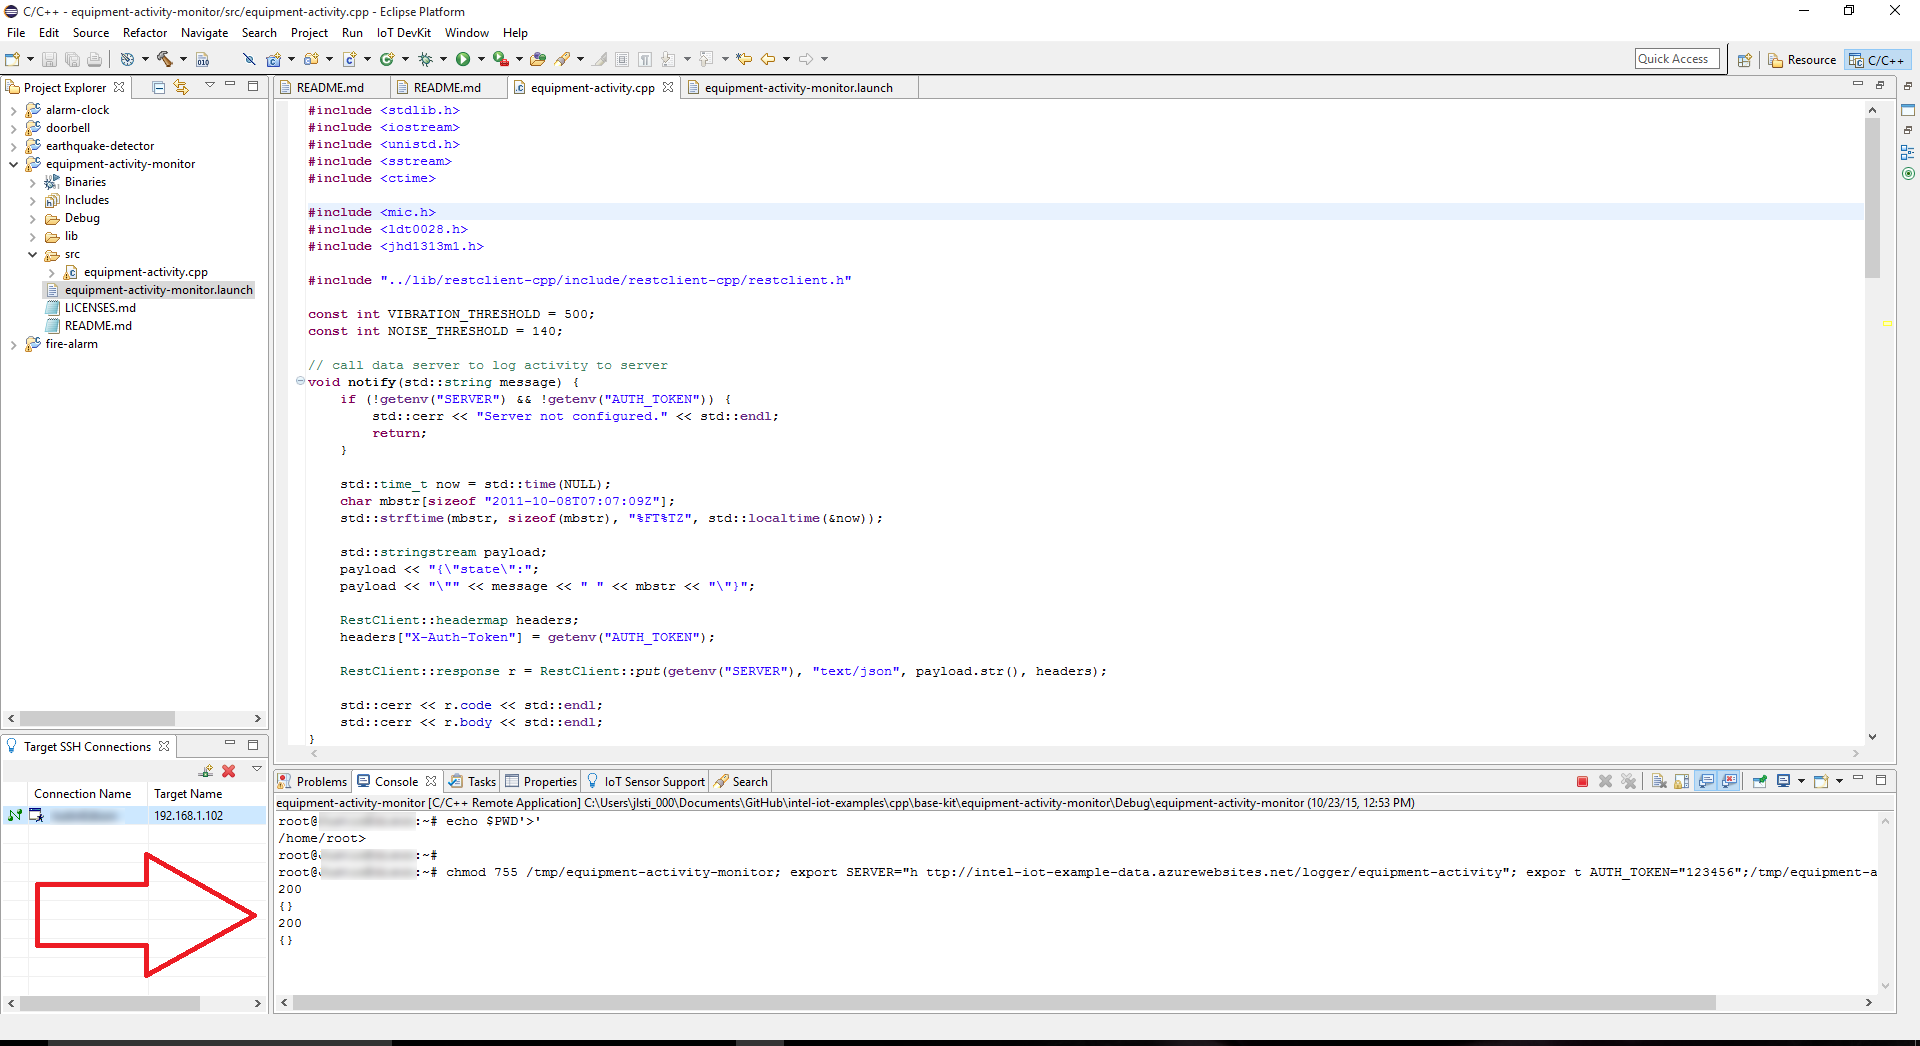 C/C++ - equipment-activity-monitor/src/equipment-activity.cpp - Eclipse Platform
File Edit Source Refactor Navigate Search Project Run IoT DevKit Window Help
Quick Access
Resource
C/C++
Project Explorer
alarm-clock
doorbell
earthquake-detector
equipment-activity-monitor
Binaries
Includes
Debug
lib
src
equipment-activity.cpp
equipment-activity-monitor.launch
LICENSES.md
README.md
fire-alarm
README.md
README.md
equipment-activity.cpp
equipment-activity-monitor.launch
#include <stdlib.h>
#include <iostream>
#include <unistd.h>
#include <sstream>
#include <ctime>
#include <mic.h>
#include <ldt0028.h>
#include <jhd1313m1.h>
#include "../lib/restclient-cpp/include/restclient-cpp/restclient.h"
const int VIBRATION_THRESHOLD = 500;
const int NOISE_THRESHOLD = 140;
// call data server to log activity to server
void notify(std::string message) {
if (!getenv("SERVER") && !getenv("AUTH_TOKEN")) {
std::cerr << "Server not configured." << std::endl;
return;
}
std::time_t now = std::time(NULL);
char mbstr[sizeof "2011-10-08T07:07:09Z"];
std::strftime(mbstr, sizeof(mbstr), "%FT%TZ", std::localtime(&now));
std::stringstream payload;
payload << "{\"state\":";
payload << "\"" << message << " " << mbstr << "\"}";
RestClient::headermap headers;
headers["X-Auth-Token"] = getenv("AUTH_TOKEN");
RestClient::response r = RestClient::put(getenv("SERVER"), "text/json", payload.str(), headers);
std::cerr << r.code << std::endl;
std::cerr << r.body << std::endl;
}
Target SSH Connections
Connection Name Target Name
192.168.1.102
Problems Console Tasks Properties IoT Sensor Support Search
equipment-activity-monitor [C/C++ Remote Application] C:\Users\jlsti_000\Documents\GitHub\intel-iot-examples\cpp\base-kit\equipment-activity-monitor\Debug\equipment-activity-monitor (10/23/15, 12:53 PM)
root@ :~# echo $PWD'>'
/home/root>
root@ :~#
root@ :~# chmod 755 /tmp/equipment-activity-monitor; export SERVER="h ttp://intel-iot-example-data.azurewebsites.net/logger/equipment-activity"; expor t AUTH_TOKEN="123456";/tmp/equipment-a
200
{}
200
{}